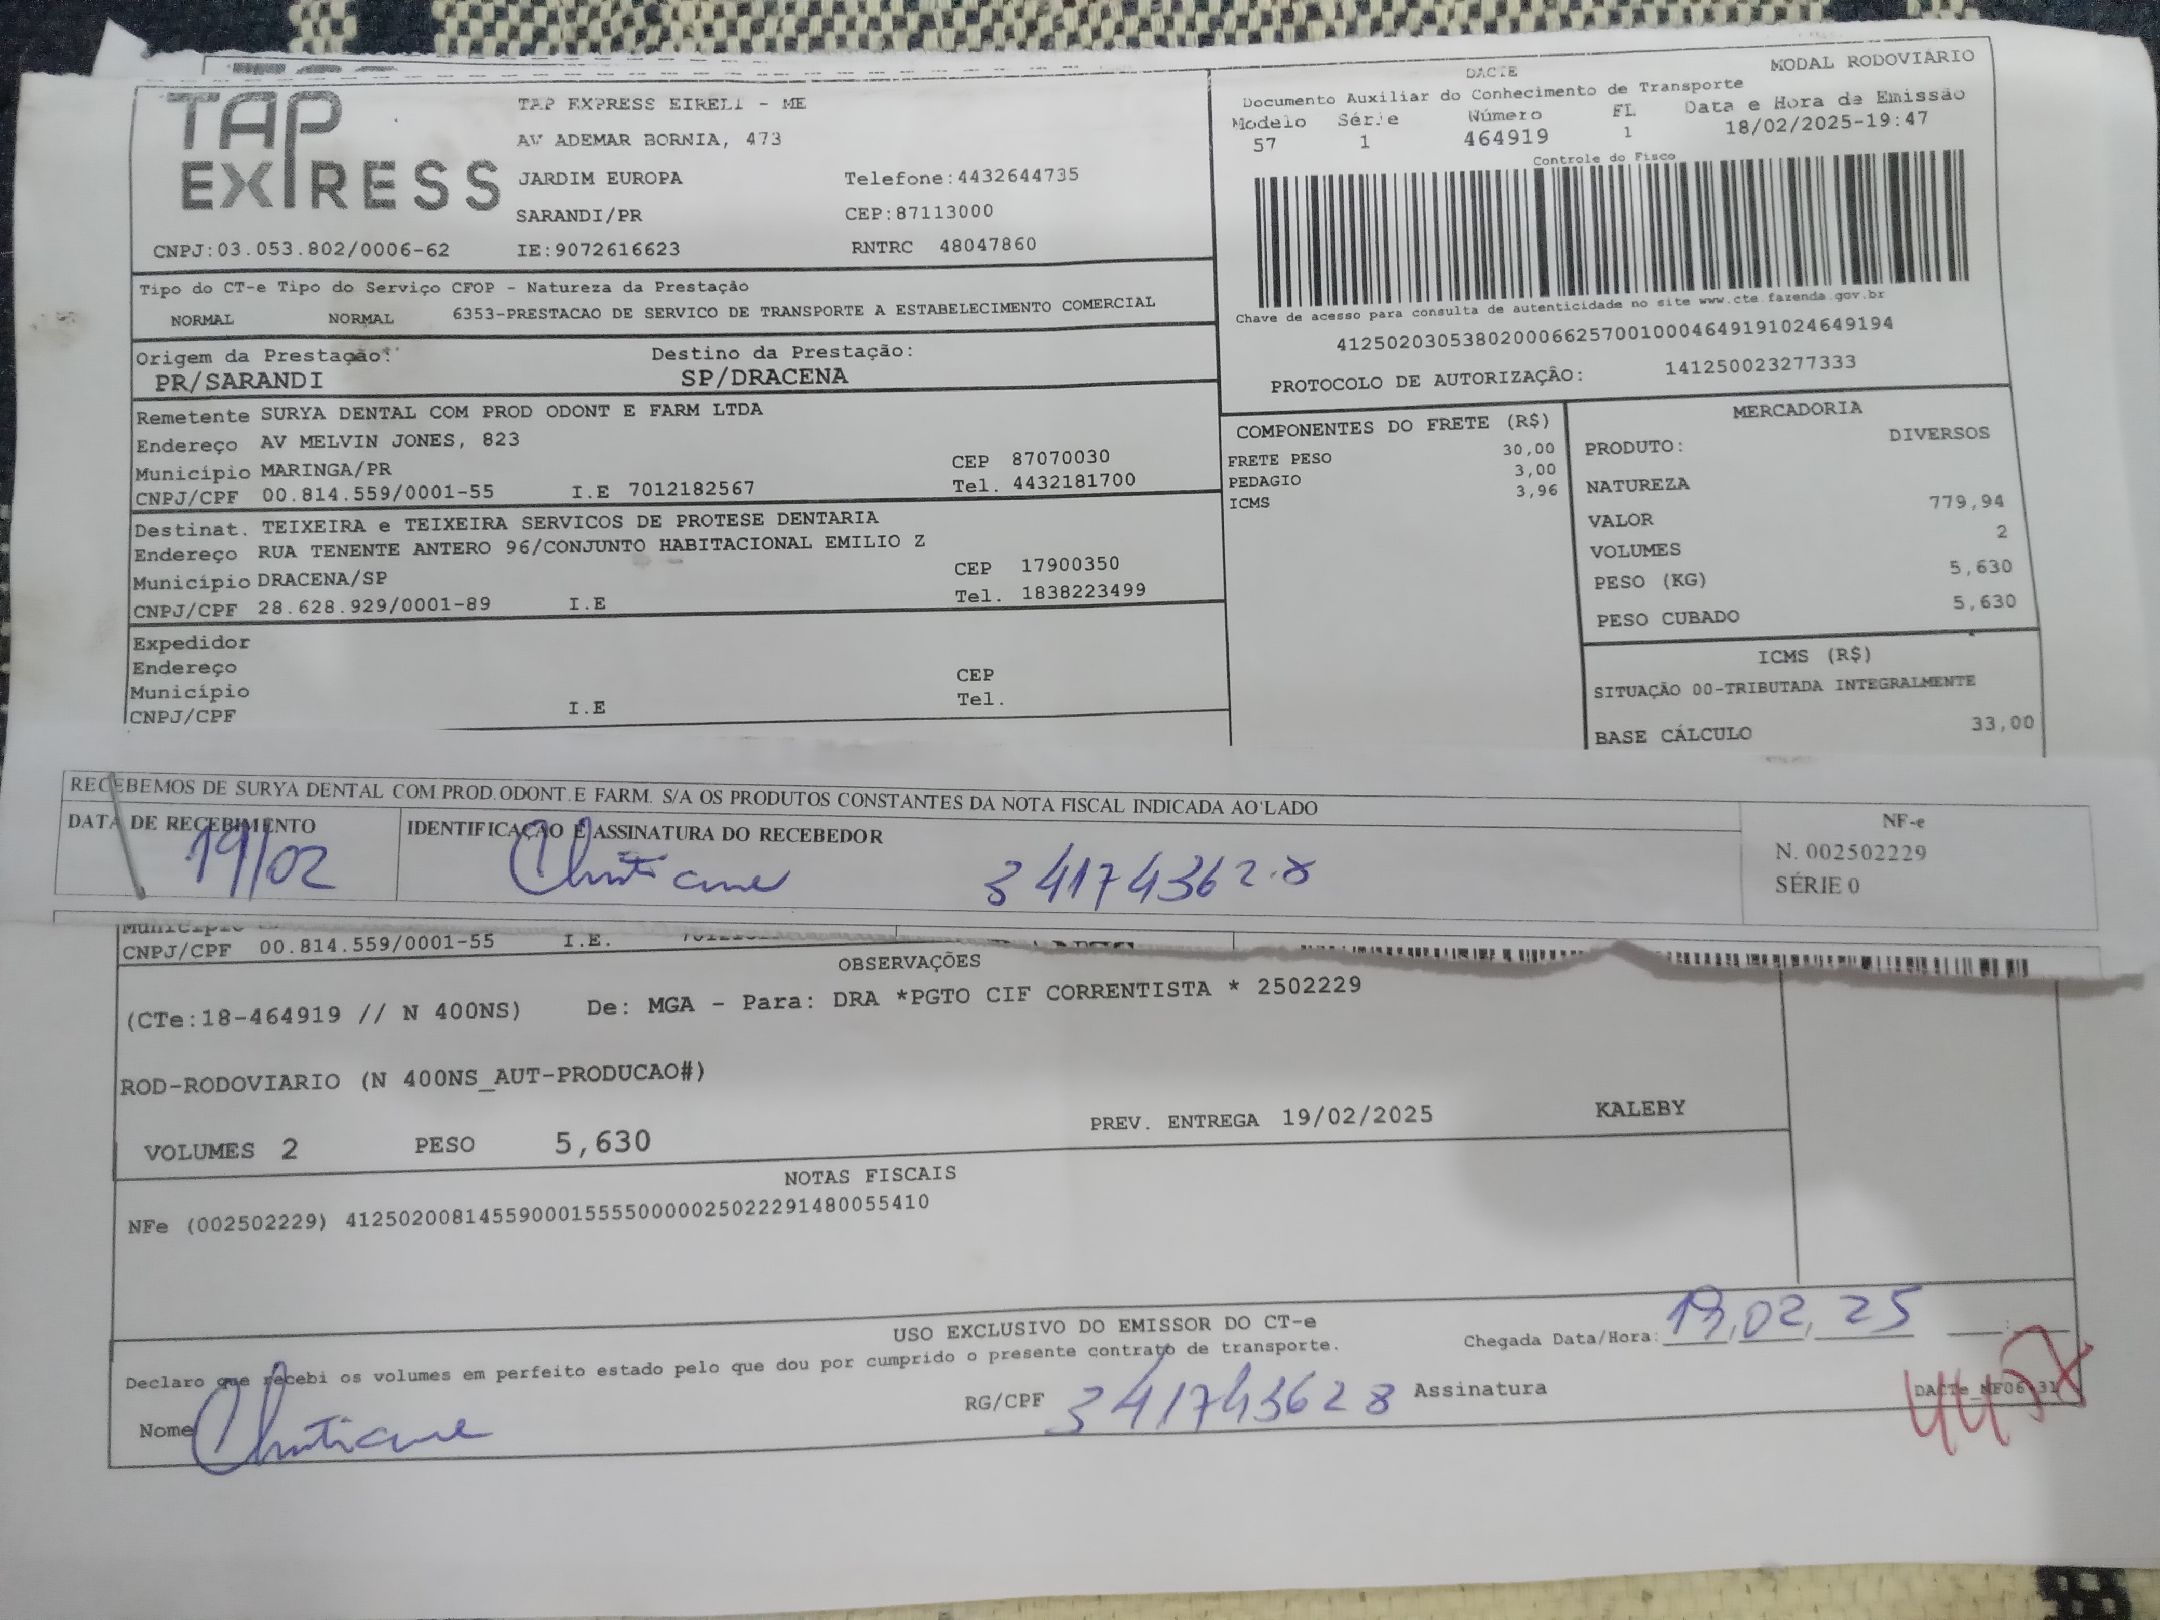 TAP EXPRESS
TAP EXPRESS EIRELI - ME
AV ADEMAR BORNIA, 473
JARDIM EUROPA Telefone:4432644735
SARANDI/PR CEP:87113000
CNPJ:03.053.802/0006-62 IE:9072616623 RNTRC 48047860
DACTE MODAL RODOVIÁRIO
Documento Auxiliar do Conhecimento de Transporte
Modelo Série Número FL Data e Hora da Emissão
57 1 464919 1 18/02/2025-19:47
Controle do Fisco
Chave de acesso para consulta de autenticidade no site www.cte.fazenda.gov.br
41250203053802000662570010004649191024649194
PROTOCOLO DE AUTORIZAÇÃO: 141250023277333
Tipo do CT-e Tipo do Serviço CFOP - Natureza da Prestação
NORMAL NORMAL 6353-PRESTACAO DE SERVICO DE TRANSPORTE A ESTABELECIMENTO COMERCIAL
Origem da Prestação: Destino da Prestação:
PR/SARANDI SP/DRACENA
Remetente SURYA DENTAL COM PROD ODONT E FARM LTDA
Endereço AV MELVIN JONES, 823
Município MARINGA/PR CEP 87070030
CNPJ/CPF 00.814.559/0001-55 I.E 7012182567 Tel. 4432181700
Destinat. TEIXEIRA e TEIXEIRA SERVICOS DE PROTESE DENTARIA
Endereço RUA TENENTE ANTERO 96/CONJUNTO HABITACIONAL EMILIO Z
Município DRACENA/SP CEP 17900350
CNPJ/CPF 28.628.929/0001-89 I.E Tel. 1838223499
Expedidor
Endereço
Município CEP
CNPJ/CPF I.E Tel.
COMPONENTES DO FRETE (R$)
FRETE PESO 30,00
PEDAGIO 3,00
ICMS 3,96
MERCADORIA
PRODUTO: DIVERSOS
NATUREZA
VALOR 779,94
VOLUMES 2
PESO (KG) 5,630
PESO CUBADO 5,630
ICMS (R$)
SITUAÇÃO 00-TRIBUTADA INTEGRALMENTE
BASE CÁLCULO 33,00
RECEBEMOS DE SURYA DENTAL COM.PROD.ODONT.E FARM. S/A OS PRODUTOS CONSTANTES DA NOTA FISCAL INDICADA AO LADO
DATA DE RECEBIMENTO IDENTIFICAÇÃO E ASSINATURA DO RECEBEDOR
19/02 Christiane 34174362.8
NF-e
N. 002502229
SÉRIE 0
Município
CNPJ/CPF 00.814.559/0001-55 I.E.
OBSERVAÇÕES
(CTe:18-464919 // N 400NS) De: MGA - Para: DRA *PGTO CIF CORRENTISTA * 2502229
ROD-RODOVIARIO (N 400NS_AUT-PRODUCAO#)
VOLUMES 2 PESO 5,630 PREV. ENTREGA 19/02/2025 KALEBY
NOTAS FISCAIS
NFe (002502229) 41250200814559000155550000025022291480055410
USO EXCLUSIVO DO EMISSOR DO CT-e
Declaro que recebi os volumes em perfeito estado pelo que dou por cumprido o presente contrato de transporte.
Chegada Data/Hora: 19,02,25
Nome Christiane RG/CPF 341743628 Assinatura